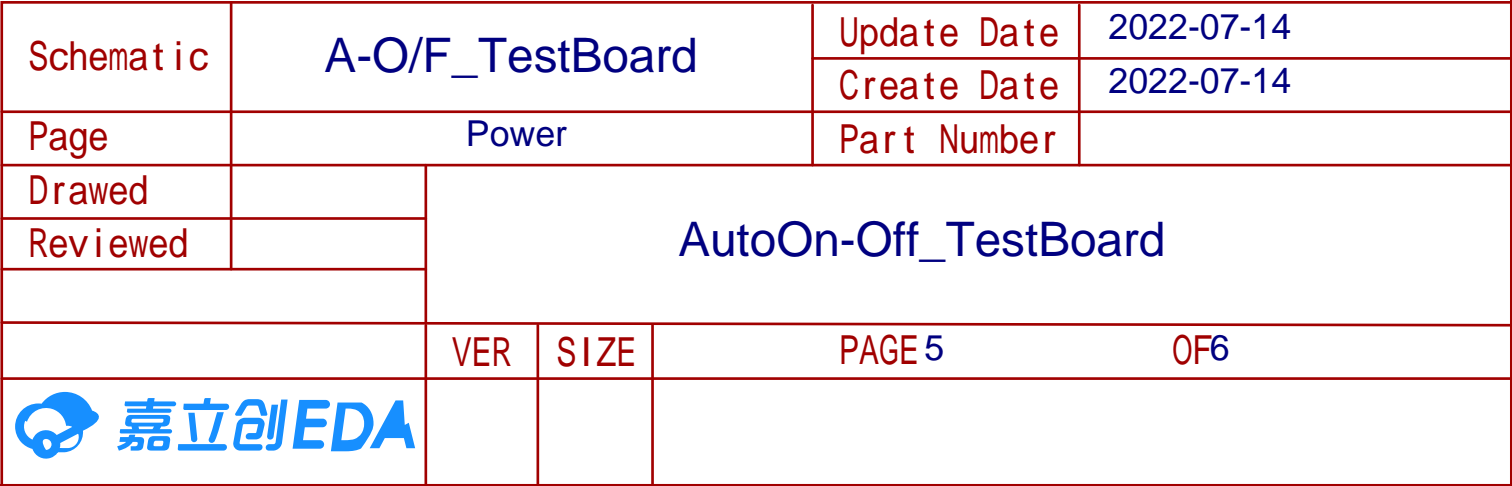 Schematic
A-O/F_TestBoard
Update Date
2022-07-14
Create Date
2022-07-14
Page
Power
Part Number
Drawed
Reviewed
AutoOn-Off_TestBoard
VER
SIZE
PAGE 5 OF 6
嘉立创EDA